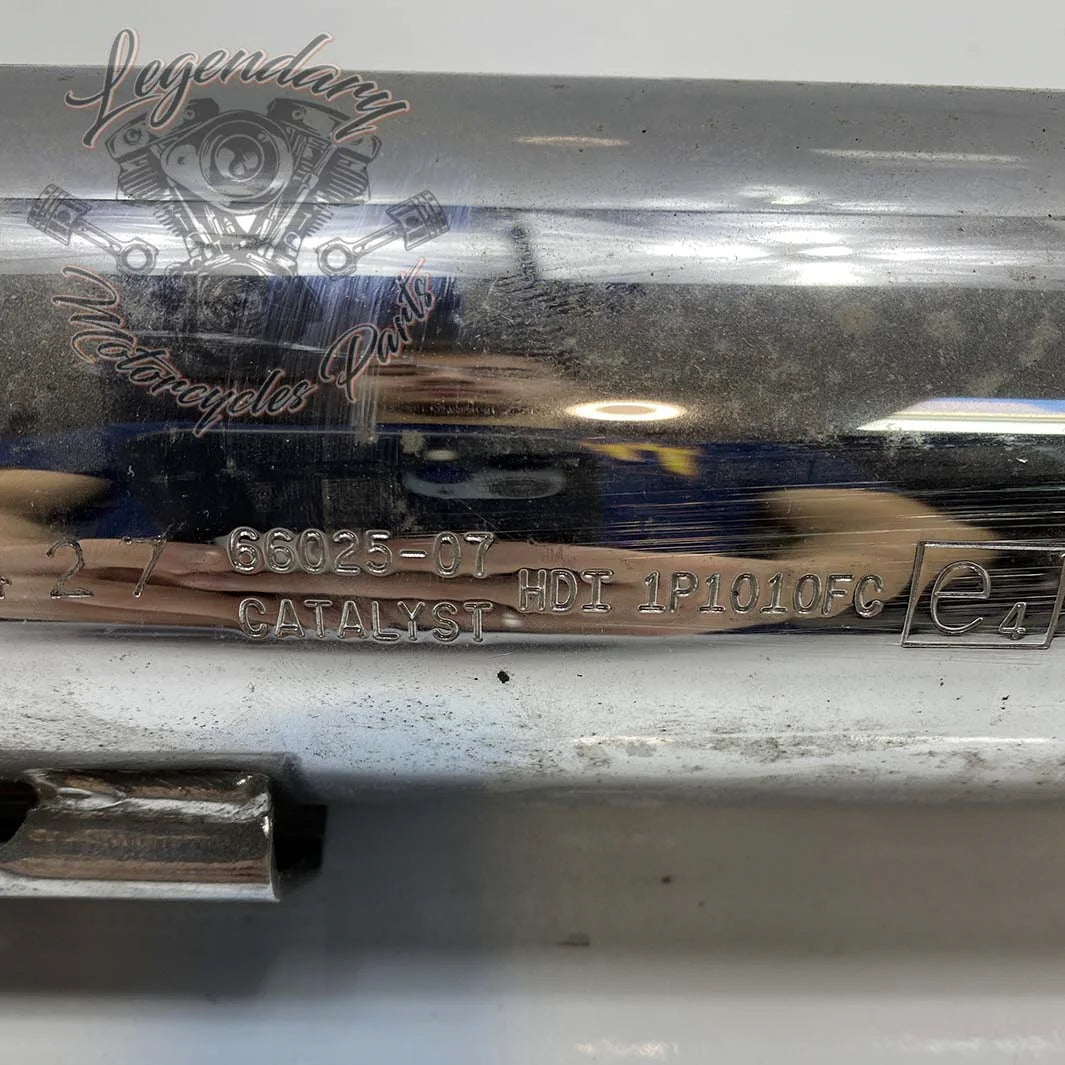 Legendary
Motorcycles Parts
27
66025-07
CATALYST
HDI 1P1010FC
e4